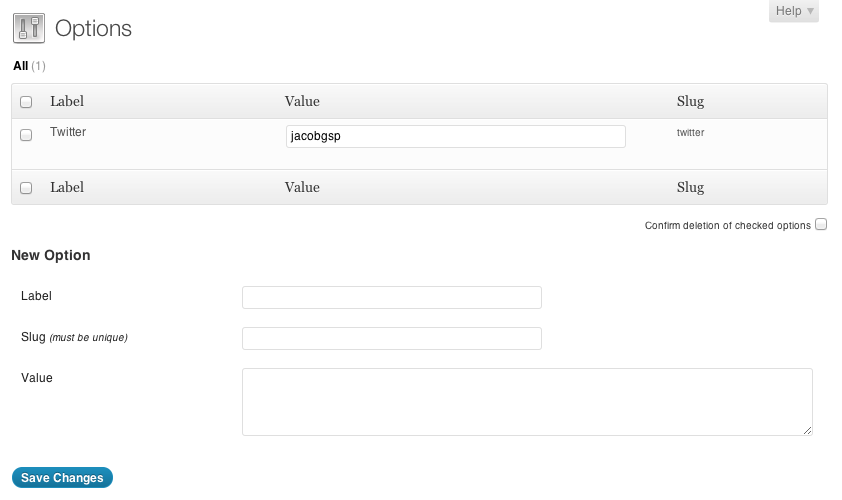 Help
Options
All (1)
Label Value Slug
Twitter jacobgsp twitter
Label Value Slug
Confirm deletion of checked options
New Option
Label
Slug (must be unique)
Value
Save Changes